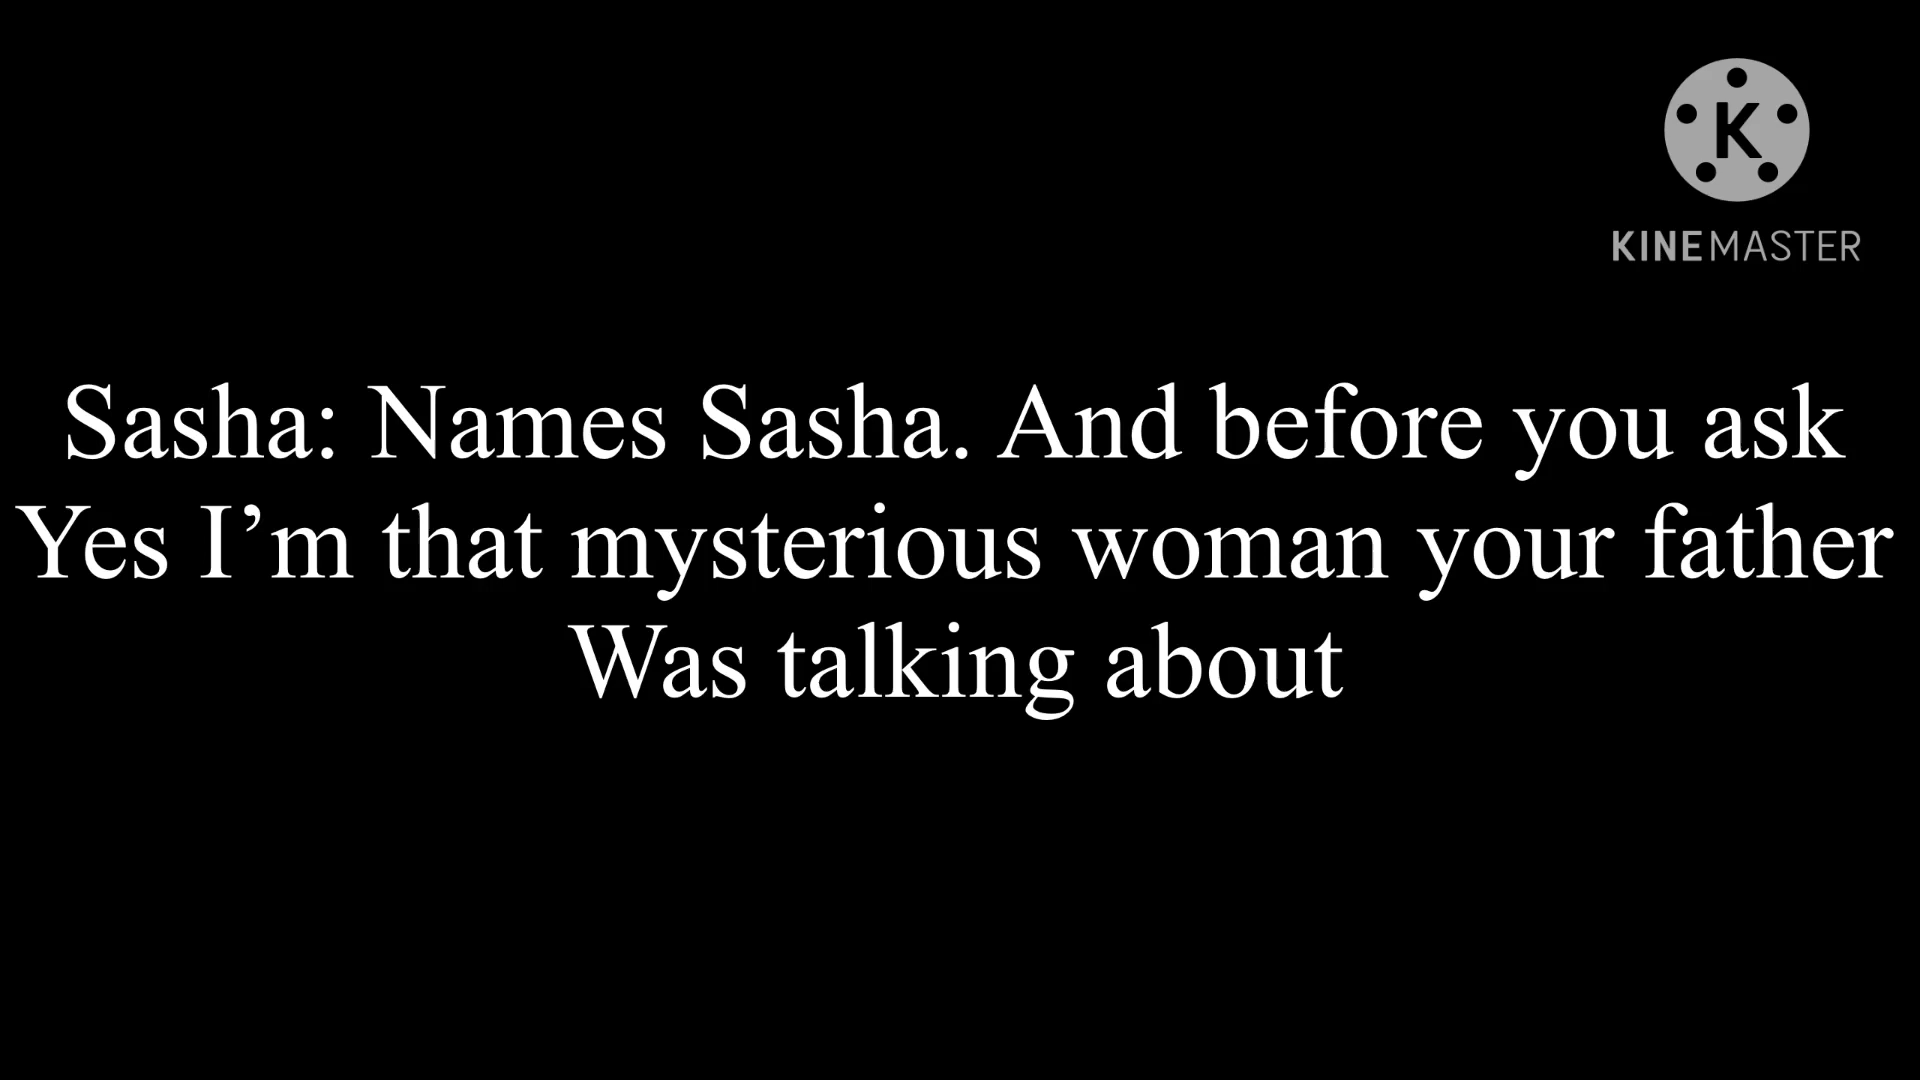 K
KINEMASTER
Sasha: Names Sasha. And before you ask
Yes I’m that mysterious woman your father
Was talking about